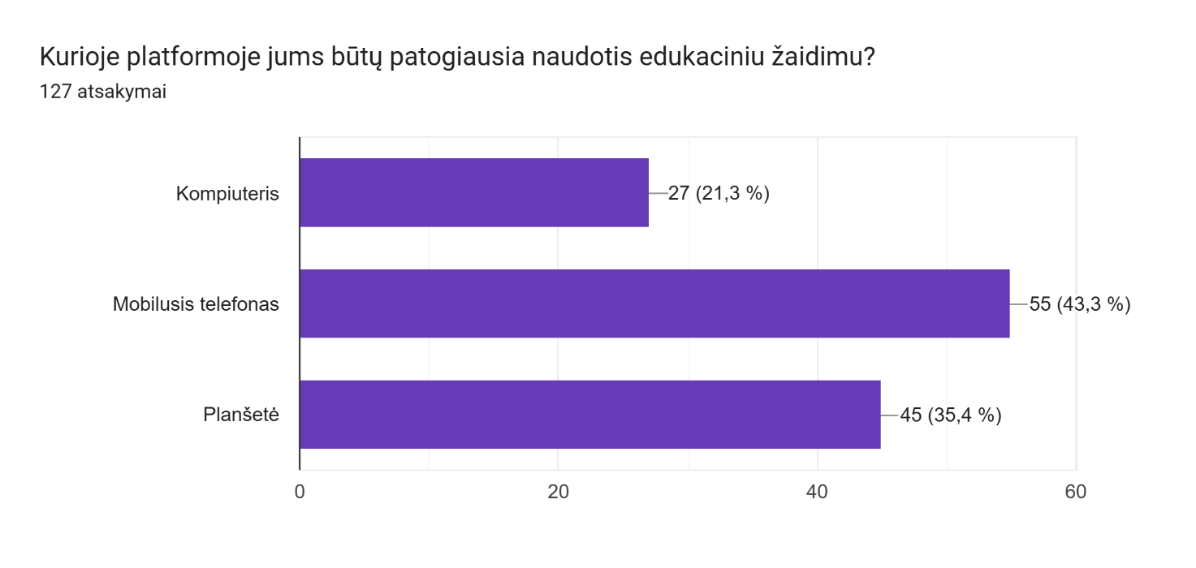 Kurioje platformoje jums būtų patogiausia naudotis edukaciniu žaidimu?
127 atsakymai
Kompiuteris
27 (21,3 %)
Mobilusis telefonas
55 (43,3 %)
Planšetė
45 (35,4 %)
0 20 40 60